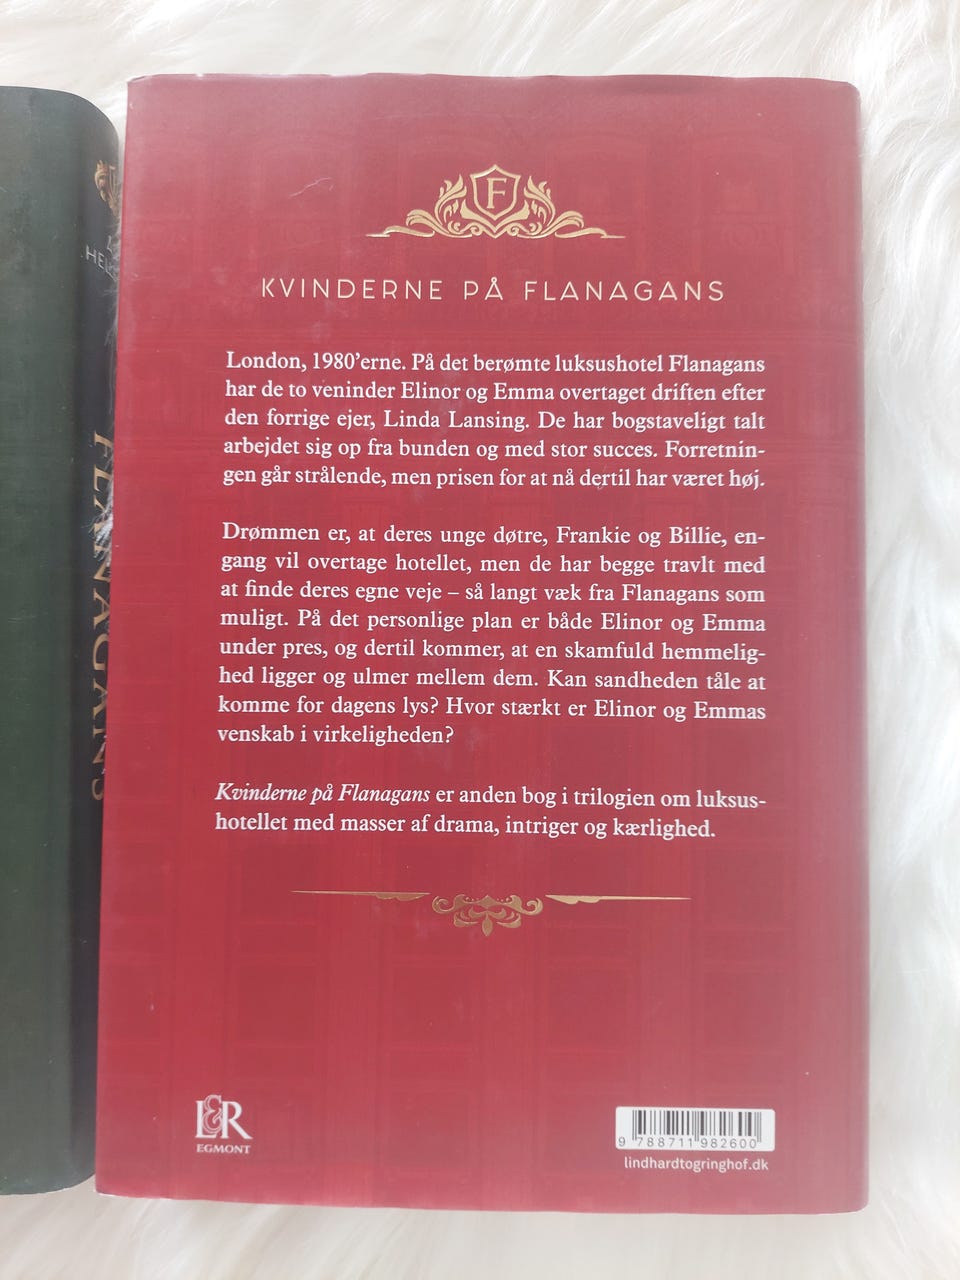 F
KVINDERNE PÅ FLANAGANS
London, 1980'erne. På det berømte luksushotel Flanagans
har de to veninder Elinor og Emma overtaget driften efter
den forrige ejer, Linda Lansing. De har bogstaveligt talt
arbejdet sig op fra bunden og med stor succes. Forretnin-
gen går strålende, men prisen for at nå dertil har været høj.
Drømmen er, at deres unge døtre, Frankie og Billie, en-
gang vil overtage hotellet, men de har begge travlt med
at finde deres egne veje – så langt væk fra Flanagans som
muligt. På det personlige plan er både Elinor og Emma
under pres, og dertil kommer, at en skamfuld hemmelig-
hed ligger og ulmer mellem dem. Kan sandheden tåle at
komme for dagens lys? Hvor stærkt er Elinor og Emmas
venskab i virkeligheden?
Kvinderne på Flanagans er anden bog i trilogien om luksus-
hotellet med masser af drama, intriger og kærlighed.
L&R
EGMONT
9 788711 982600
lindhardtogringhof.dk
FLANAGANS